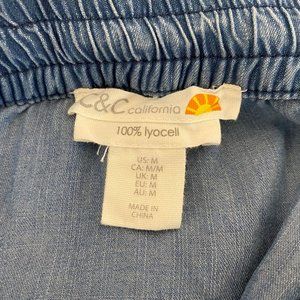 C&C california
100% lyocell
US: M
CA: M/M
UK: M
EU: M
AU: M
MADE IN
CHINA